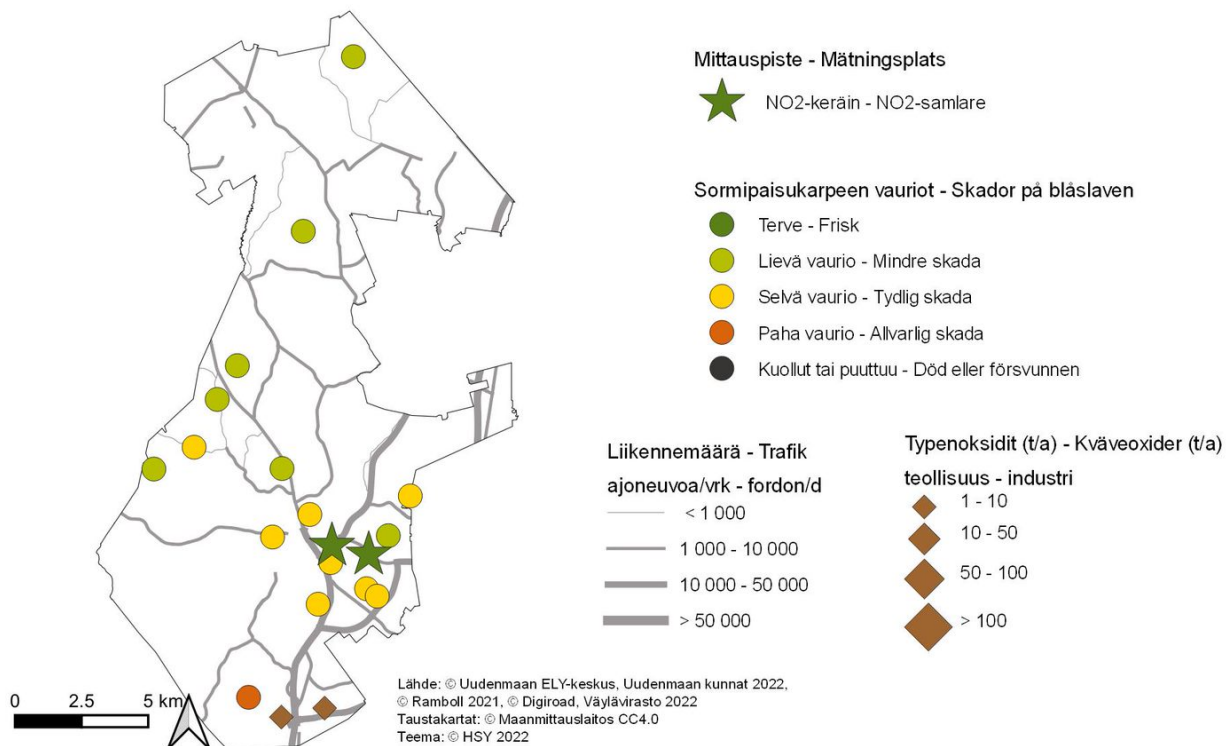 Mittauspiste - Mätningsplats
NO2-keräin - NO2-samlare
Sormipaisukarpeen vauriot - Skador på blåslaven
Terve - Frisk
Lievä vaurio - Mindre skada
Selvä vaurio - Tydlig skada
Paha vaurio - Allvarlig skada
Kuollut tai puuttuu - Död eller försvunnen
Liikennemäärä - Trafik
ajoneuvoa/vrk - fordon/d
< 1 000
1 000 - 10 000
10 000 - 50 000
> 50 000
Typenoksidit (t/a) - Kväveoxider (t/a)
teollisuus - industri
1 - 10
10 - 50
50 - 100
> 100
0 2.5 5 km
Lähde: © Uudenmaan ELY-keskus, Uudenmaan kunnat 2022,
© Ramboll 2021, © Digiroad, Väylävirasto 2022
Taustakartat: © Maanmittauslaitos CC4.0
Teema: © HSY 2022